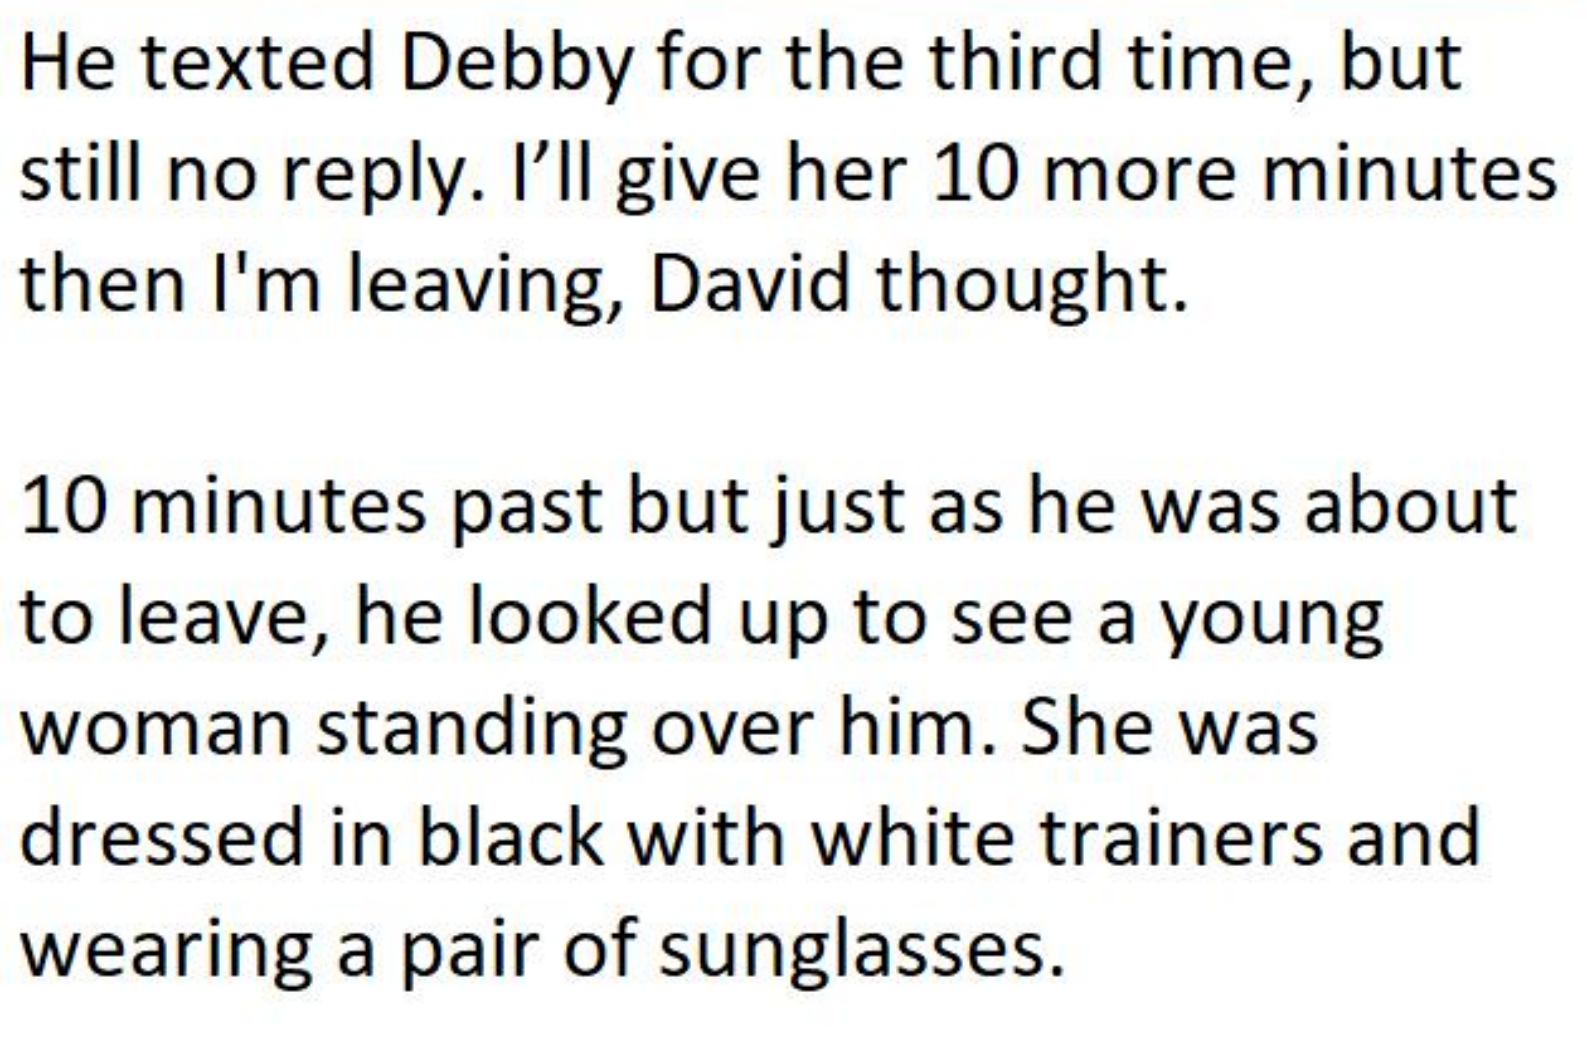 He texted Debby for the third time, but
still no reply. I’ll give her 10 more minutes
then I'm leaving, David thought.
10 minutes past but just as he was about
to leave, he looked up to see a young
woman standing over him. She was
dressed in black with white trainers and
wearing a pair of sunglasses.